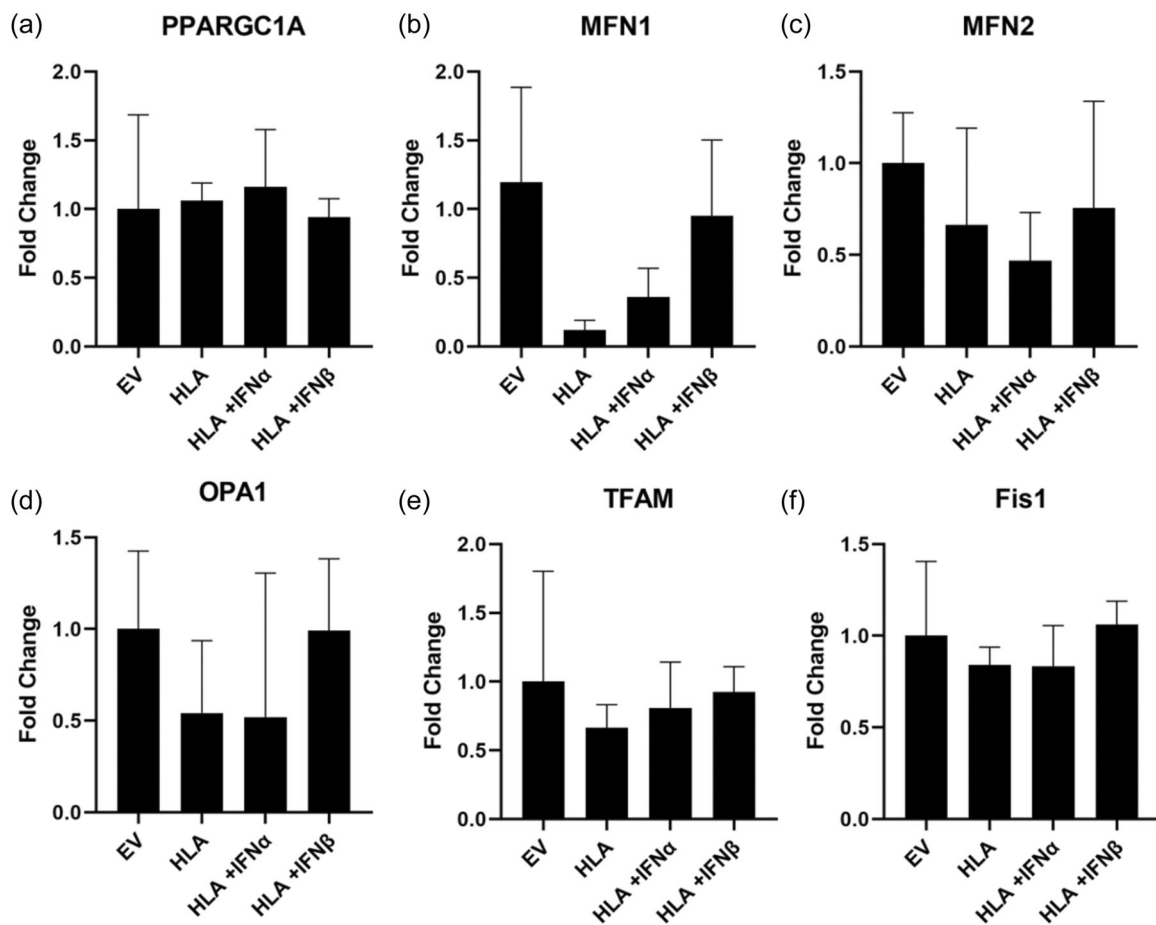 (a) PPARGC1A
Fold Change
2.0
1.5
1.0
0.5
0.0
EV
HLA
HLA +IFNα
HLA +IFNβ
(b) MFN1
Fold Change
2.0
1.5
1.0
0.5
0.0
EV
HLA
HLA +IFNα
HLA +IFNβ
(c) MFN2
Fold Change
1.5
1.0
0.5
0.0
EV
HLA
HLA +IFNα
HLA +IFNβ
(d) OPA1
Fold Change
1.5
1.0
0.5
0.0
EV
HLA
HLA +IFNα
HLA +IFNβ
(e) TFAM
Fold Change
2.0
1.5
1.0
0.5
0.0
EV
HLA
HLA +IFNα
HLA +IFNβ
(f) Fis1
Fold Change
1.5
1.0
0.5
0.0
EV
HLA
HLA +IFNα
HLA +IFNβ